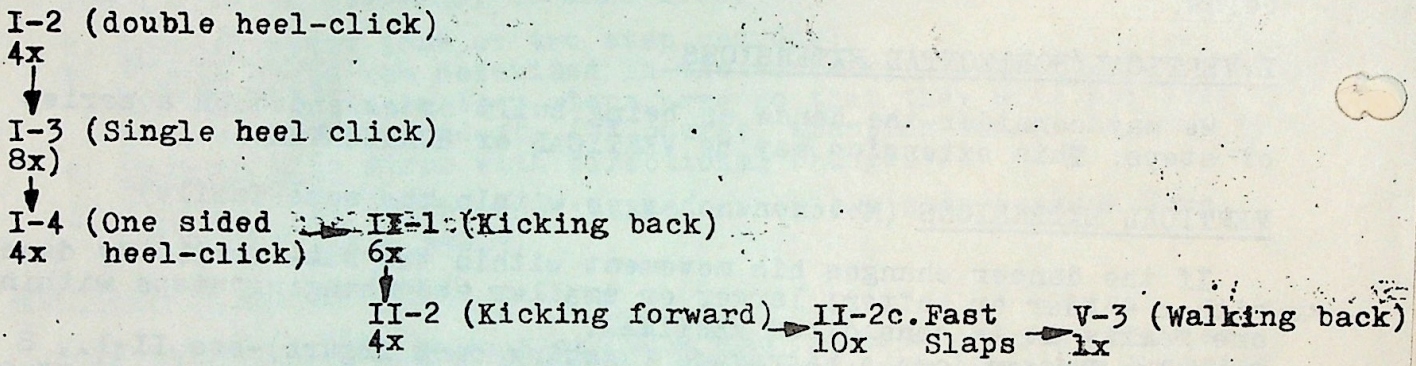 I-2 (double heel-click)
4x
I-3 (Single heel click)
8x)
I-4 (One sided
4x heel-click)
II-1 (Kicking back)
6x
II-2 (Kicking forward)
4x
II-2c. Fast
10x Slaps
V-3 (Walking back)
1x